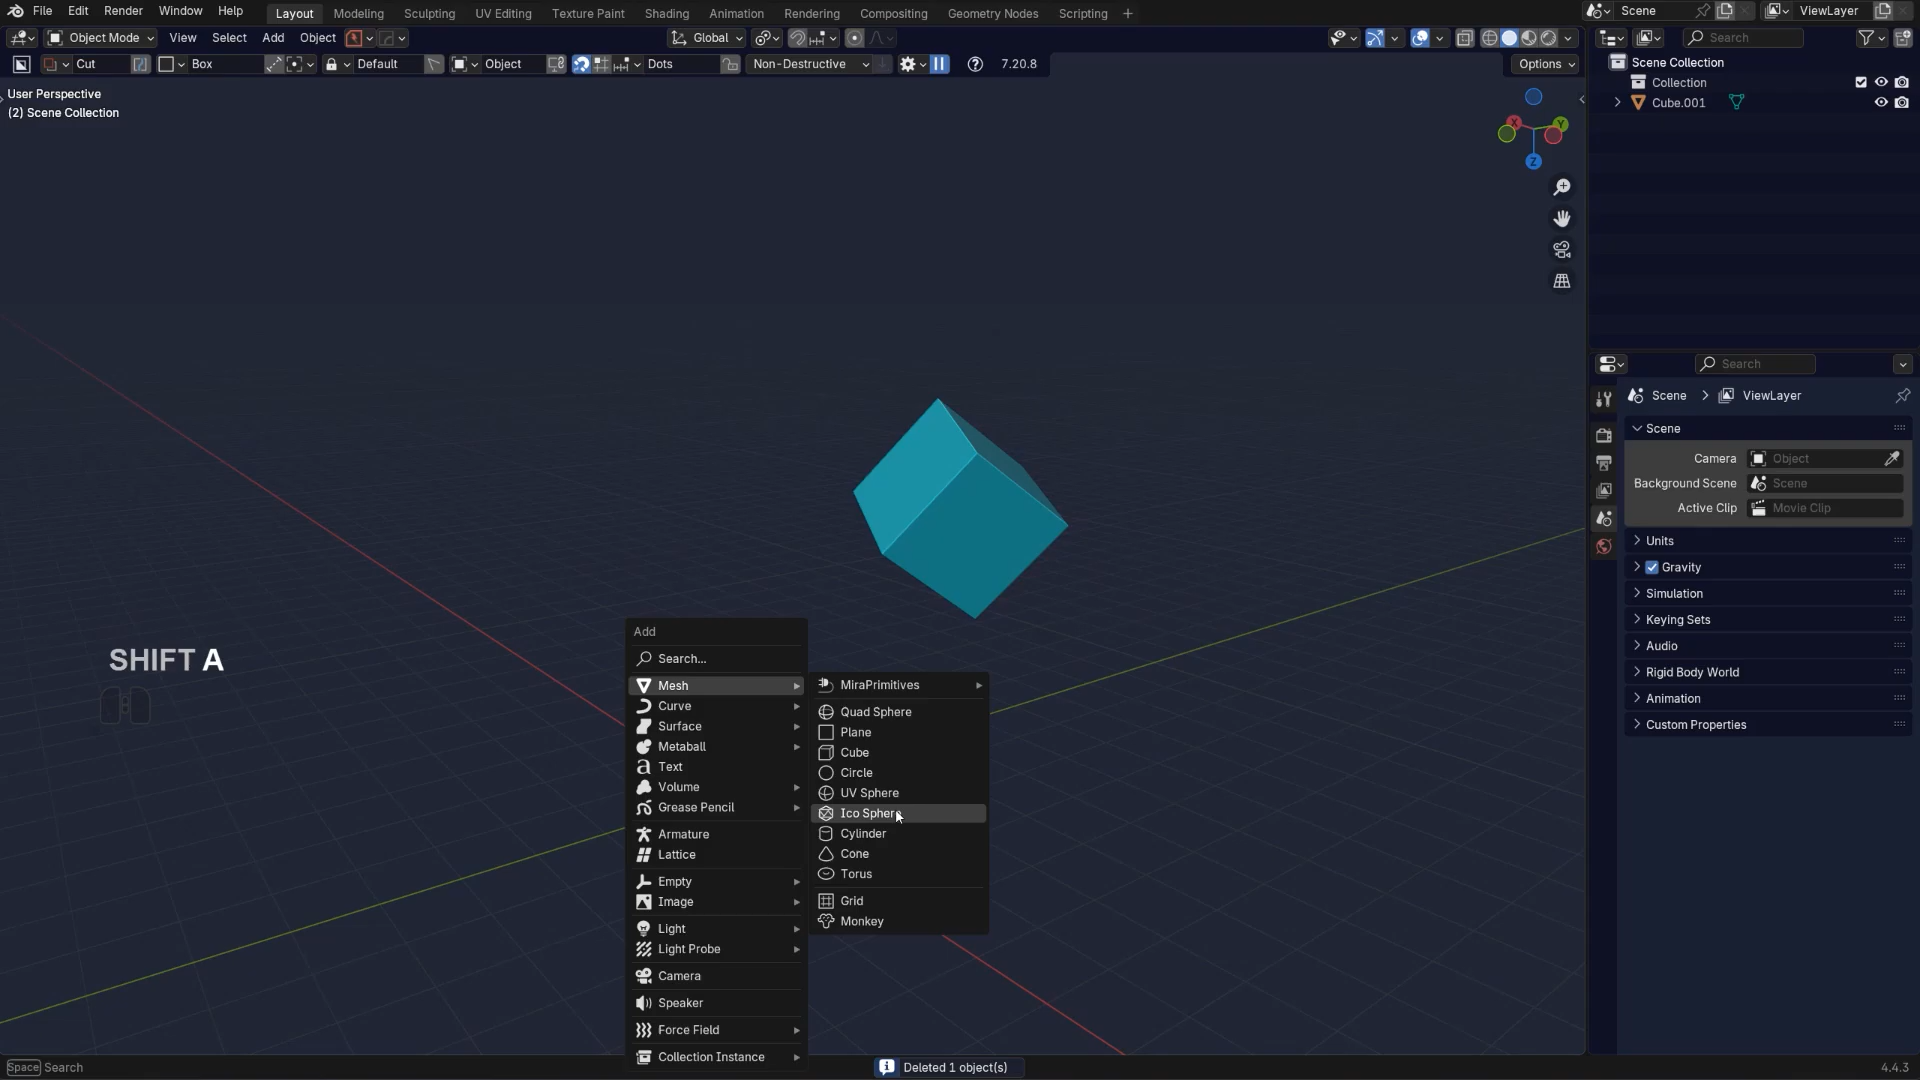 File Edit Render Window Help Layout Modeling Sculpting UV Editing Texture Paint Shading Animation Rendering Compositing Geometry Nodes Scripting + Scene ViewLayer
Object Mode View Select Add Object Global Search
Cut Box Default Object Dots Non-Destructive 7.20.8 Options
User Perspective
(2) Scene Collection
Scene Collection
Collection
Cube.001
X Y
Z
Search
Scene > ViewLayer
Scene
Camera Object
Background Scene Scene
Active Clip Movie Clip
Units
Gravity
Simulation
Keying Sets
Audio
Rigid Body World
Animation
Custom Properties
SHIFT A
Add
Search...
Mesh
Curve
Surface
Metaball
Text
Volume
Grease Pencil
Armature
Lattice
Empty
Image
Light
Light Probe
Camera
Speaker
Force Field
Collection Instance
MiraPrimitives
Quad Sphere
Plane
Cube
Circle
UV Sphere
Ico Sphere
Cylinder
Cone
Torus
Grid
Monkey
Space Search
Deleted 1 object(s)
4.4.3